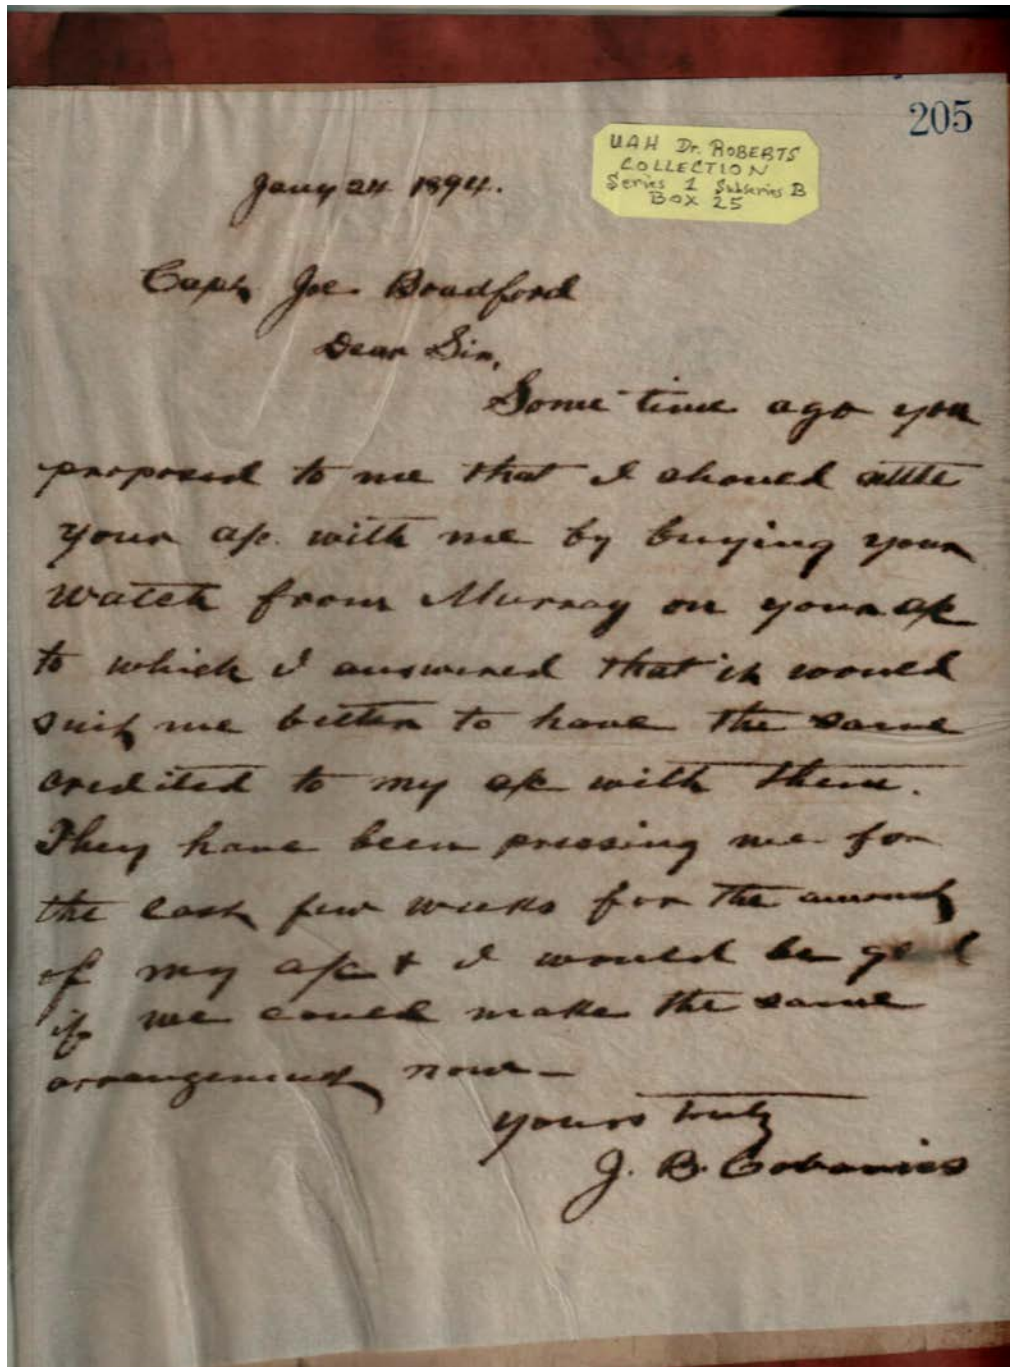 205
UAH Dr. ROBERTS
COLLECTION
Series 1 Subseries B
BOX 25
Jany 24 1894.
Capt Joe Bradford
Dear Sir,
Some time ago you
proposed to me that I should settle
your a/c. with me by buying your
watch from Murray on your a/c
to which I answered that it would
suit me better to have the same
credited to my a/c with them.
They have been pressing me for
the last few weeks for the amount
of my a/c & I would be glad
if we could make the same
arrangement now—
yours truly
J. B. Cabaniss